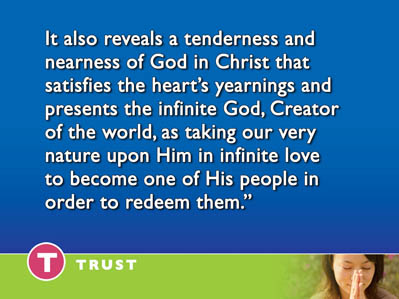 It also reveals a tenderness and
nearness of God in Christ that
satisfies the heart's yearnings and
presents the infinite God, Creator
of the world, as taking our very
nature upon Him in infinite love
to become one of His people in
order to redeem them.”
T TRUST